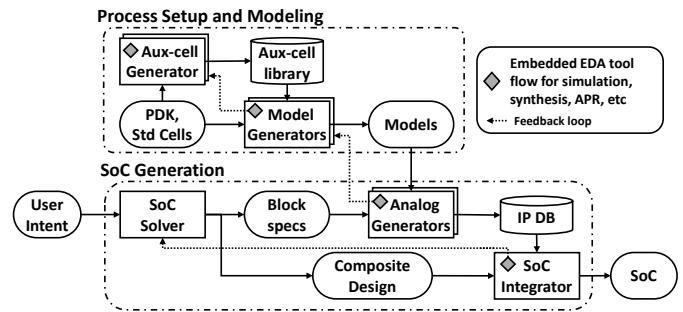 Process Setup and Modeling
Aux-cell
Generator
Aux-cell
library
PDK,
Std Cells
Model
Generators
Models
Embedded EDA tool
flow for simulation,
synthesis, APR, etc
Feedback loop
SoC Generation
User
Intent
SoC
Solver
Block
specs
Analog
Generators
IP DB
Composite
Design
SoC
Integrator
SoC